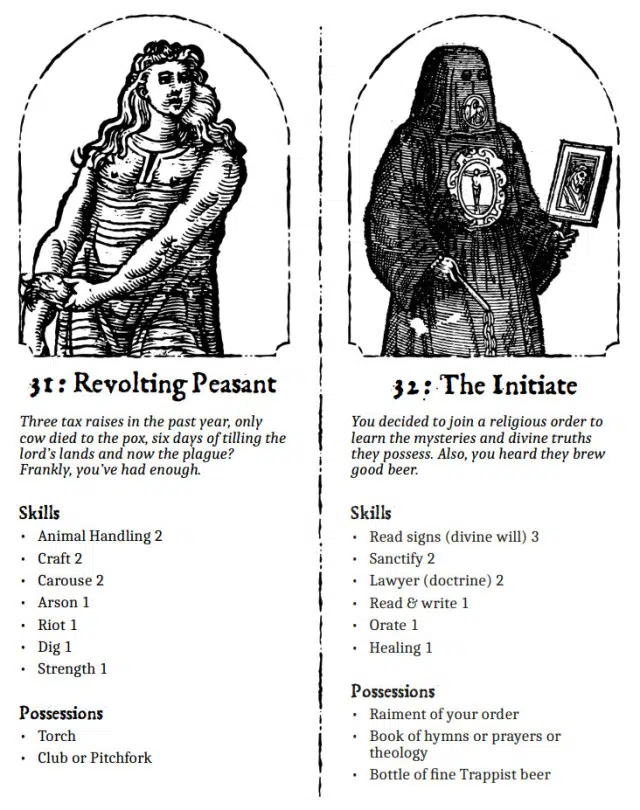 31: Revolting Peasant
Three tax raises in the past year, only
cow died to the pox, six days of tilling the
lord's lands and now the plague?
Frankly, you've had enough.
Skills
• Animal Handling 2
• Craft 2
• Carouse 2
• Arson 1
• Riot 1
• Dig 1
• Strength 1
Possessions
• Torch
• Club or Pitchfork
32: The Initiate
You decided to join a religious order to
learn the mysteries and divine truths
they possess. Also, you heard they brew
good beer.
Skills
• Read signs (divine will) 3
• Sanctify 2
• Lawyer (doctrine) 2
• Read & write 1
• Orate 1
• Healing 1
Possessions
• Raiment of your order
• Book of hymns or prayers or
theology
• Bottle of fine Trappist beer